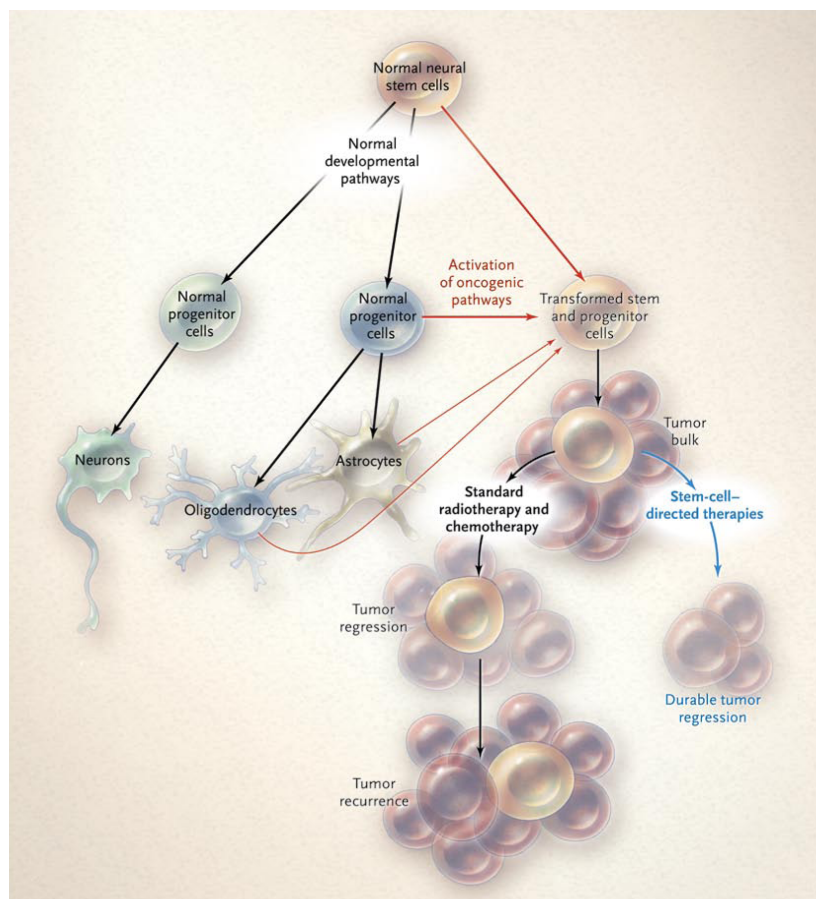 Normal neural
stem cells
Normal
developmental
pathways
Activation
of oncogenic
pathways
Normal
progenitor
cells
Normal
progenitor
cells
Transformed stem
and progenitor
cells
Tumor
bulk
Neurons
Astrocytes
Oligodendrocytes
Standard
radiotherapy and
chemotherapy
Stem-cell–
directed therapies
Tumor
regression
Durable tumor
regression
Tumor
recurrence